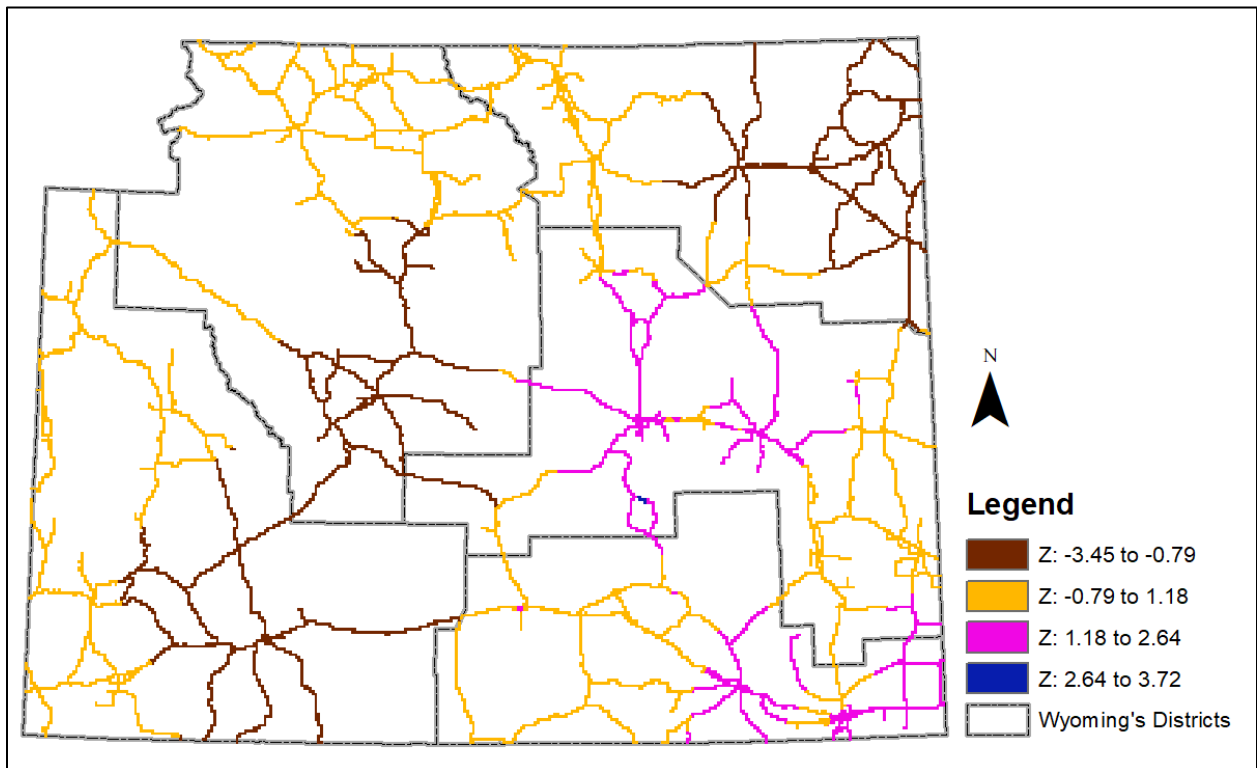 N
Legend
Z: -3.45 to -0.79
Z: -0.79 to 1.18
Z: 1.18 to 2.64
Z: 2.64 to 3.72
Wyoming's Districts